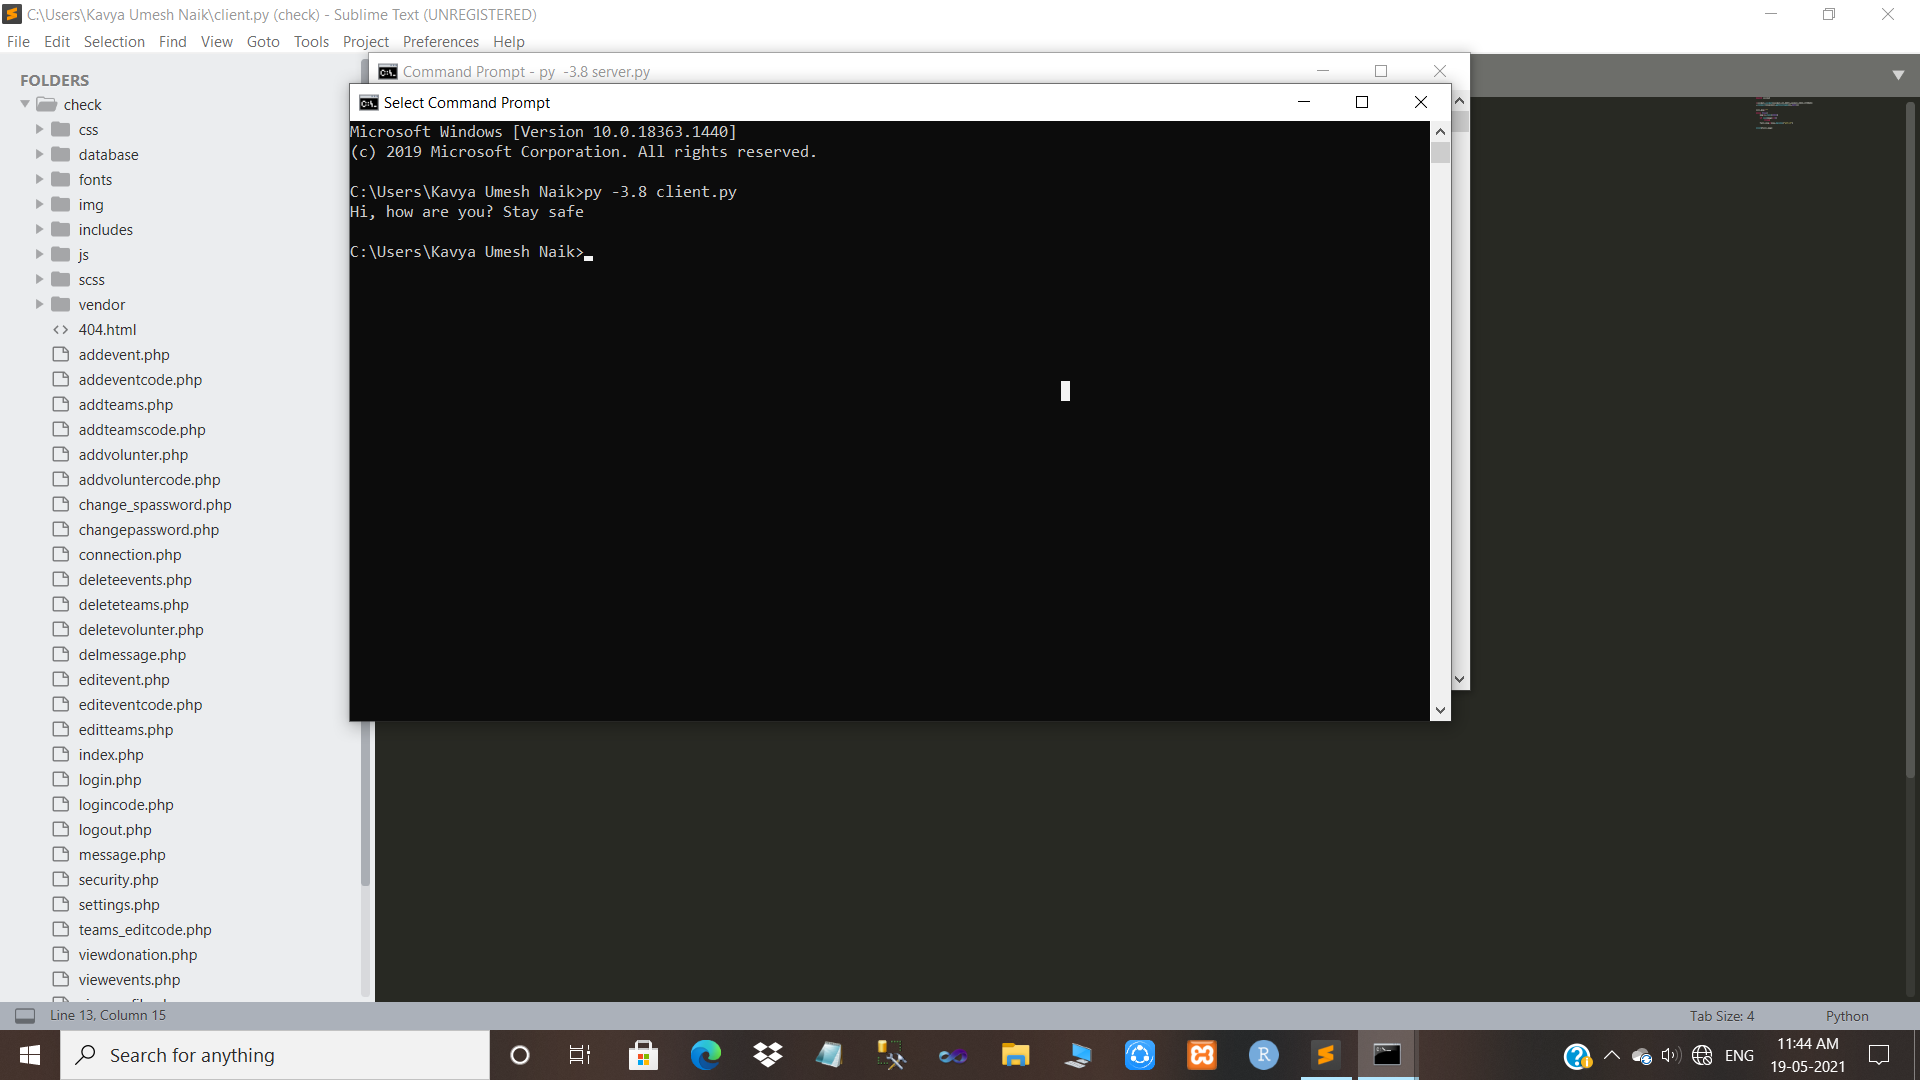 C:\Users\Kavya Umesh Naik\client.py (check) - Sublime Text (UNREGISTERED)
File Edit Selection Find View Goto Tools Project Preferences Help
FOLDERS
check
css
database
fonts
img
includes
js
scss
vendor
404.html
addevent.php
addeventcode.php
addteams.php
addteamscode.php
addvolunter.php
addvoluntercode.php
change_spassword.php
changepassword.php
connection.php
deleteevents.php
deleteteams.php
deletevolunter.php
delmessage.php
editevent.php
editeventcode.php
editteams.php
index.php
login.php
logincode.php
logout.php
message.php
security.php
settings.php
teams_editcode.php
viewdonation.php
viewevents.php
Command Prompt - py  -3.8 server.py
Select Command Prompt
Microsoft Windows [Version 10.0.18363.1440]
(c) 2019 Microsoft Corporation. All rights reserved.
C:\Users\Kavya Umesh Naik>py -3.8 client.py
Hi, how are you? Stay safe
C:\Users\Kavya Umesh Naik>
Line 13, Column 15
Tab Size: 4
Python
Search for anything
ENG
11:44 AM
19-05-2021